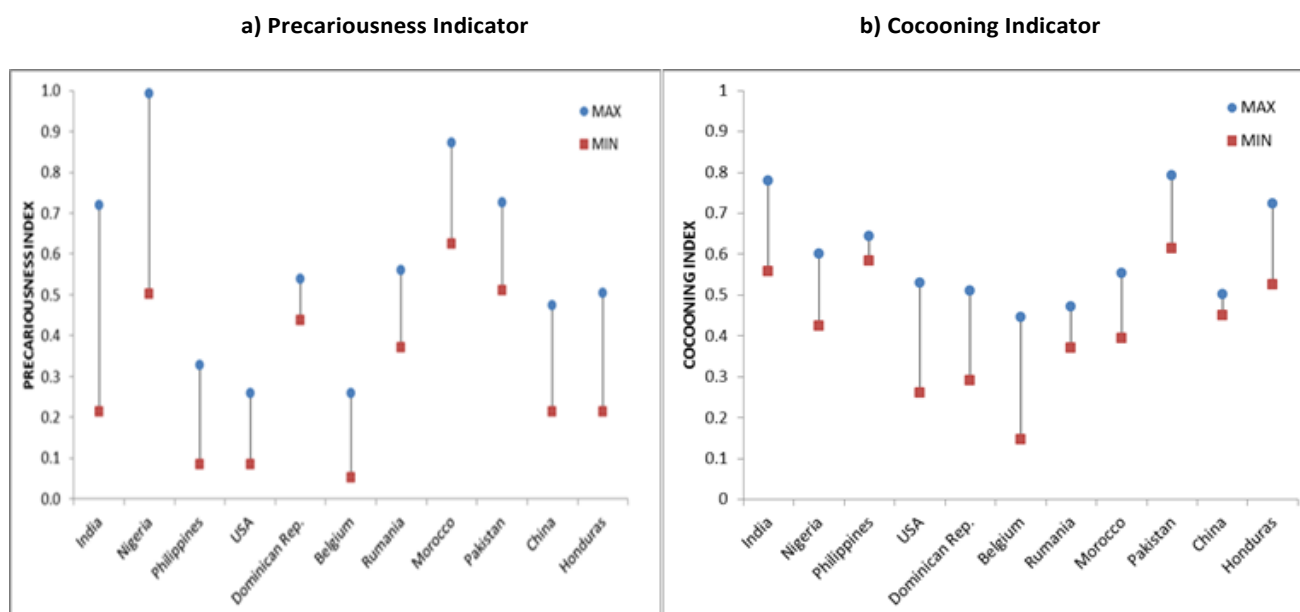 a) Precariousness Indicator
b) Cocooning Indicator
PRECARIOUSNESS INDEX
1.0
0.9
0.8
0.7
0.6
0.5
0.4
0.3
0.2
0.1
0.0
MAX
MIN
India
Nigeria
Philippines
USA
Dominican Rep.
Belgium
Rumania
Morocco
Pakistan
China
Honduras
COCOONING INDEX
1
0.9
0.8
0.7
0.6
0.5
0.4
0.3
0.2
0.1
0
MAX
MIN
India
Nigeria
Philippines
USA
Dominican Rep.
Belgium
Rumania
Morocco
Pakistan
China
Honduras